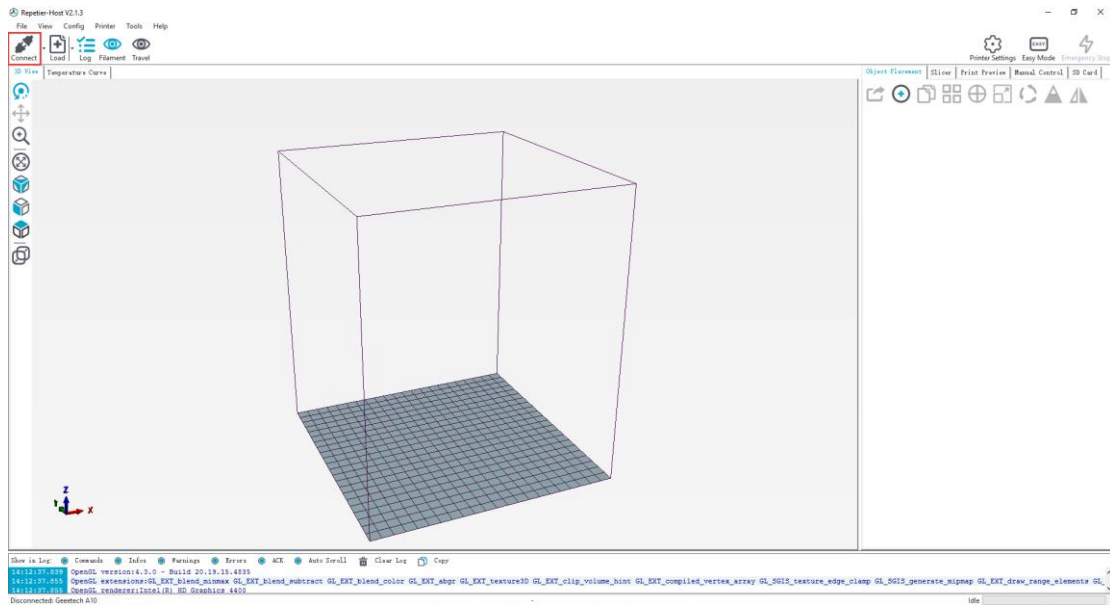 Repetier-Host V2.1.3
File View Config Printer Tools Help
Connect Load Log Filament Travel Printer Settings Easy Mode Emergency Stop
EASY
3D View Temperature Curve Object Placement Slicer Print Preview Manual Control SD Card
Z
Y
X
Show in Log: Commands Infos Warnings Errors ACK Auto Scroll Clear Log Copy
14:12:37.839 OpenGL version:4.3.0 - Build 20.19.15.4835
14:12:37.855 OpenGL extensions:GL_EXT_blend_minmax GL_EXT_blend_subtract GL_EXT_blend_color GL_EXT_abgr GL_EXT_texture3D GL_EXT_clip_volume_hint GL_EXT_compiled_vertex_array GL_SGIS_texture_edge_clamp GL_SGIS_generate_mipmap GL_EXT_draw_range_elements GL_
14:12:37.855 OpenGL renderer:Intel(R) HD Graphics 4400
Disconnected: Geeetech A10 - Idle